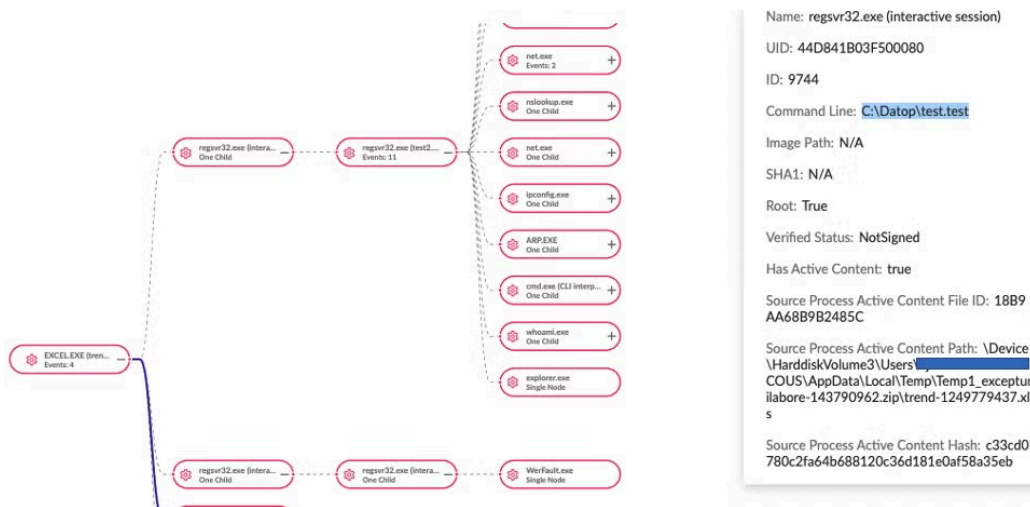 net.exe
Events: 2
nslookup.exe
One Child
regsvr32.exe (intera...
One Child
regsvr32.exe (test2....
Events: 11
net.exe
One Child
ipconfig.exe
One Child
ARP.EXE
One Child
cmd.exe (CLI interp...
One Child
whoami.exe
One Child
EXCEL.EXE (tren...
Events: 4
explorer.exe
Single Node
regsvr32.exe (intera...
One Child
regsvr32.exe (intera...
One Child
WerFault.exe
Single Node
Name: regsvr32.exe (interactive session)
UID: 44D841B03F500080
ID: 9744
Command Line: C:\Datop\test.test
Image Path: N/A
SHA1: N/A
Root: True
Verified Status: NotSigned
Has Active Content: true
Source Process Active Content File ID: 18B9
AA68B9B2485C
Source Process Active Content Path: \Device
\HarddiskVolume3\Users\
COUS\AppData\Local\Temp\Temp1_exceptur
ilabore-143790962.zip\trend-1249779437.xl
s
Source Process Active Content Hash: c33cd0
780c2fa64b688120c36d181e0af58a35eb